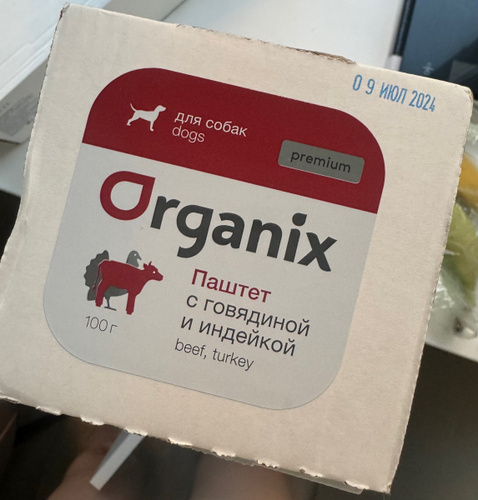 09 ИЮЛ 2024
для собак
dogs
premium
Organix
Паштет
с говядиной
и индейкой
beef, turkey
100 г